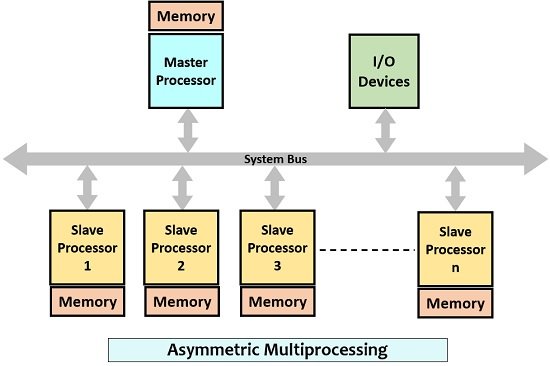 Memory
Master
Processor
I/O
Devices
System Bus
Slave
Processor
1
Memory
Slave
Processor
2
Memory
Slave
Processor
3
Memory
Slave
Processor
n
Memory
Asymmetric Multiprocessing